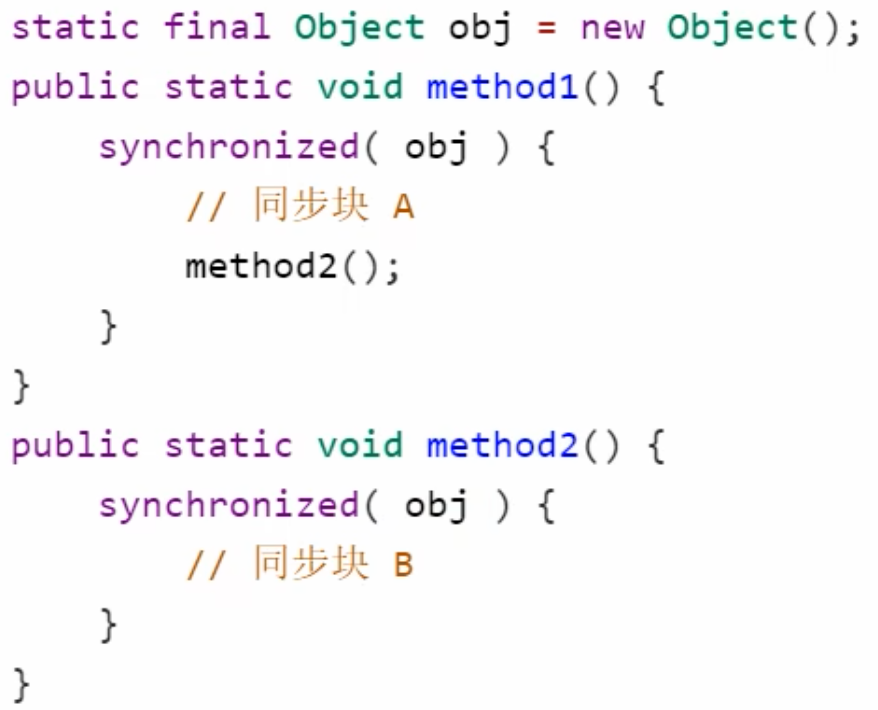 static final Object obj = new Object();
public static void method1() {
    synchronized( obj ) {
        // 同步块 A
        method2();
    }
}
public static void method2() {
    synchronized( obj ) {
        // 同步块 B
    }
}